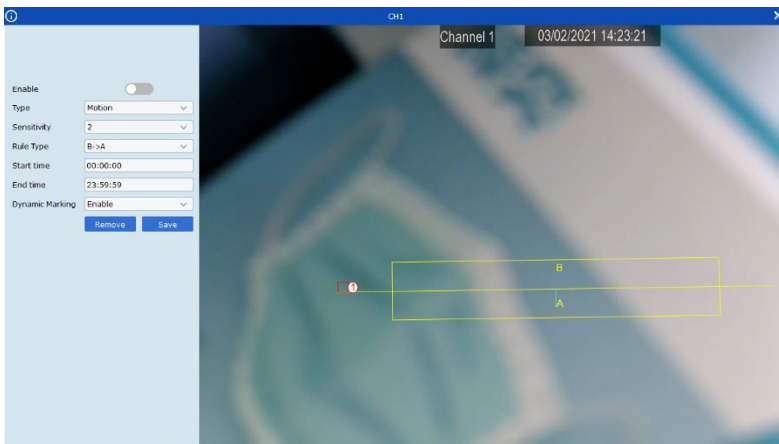 CH1
Channel 1
03/02/2021 14:23:21
Enable
Type Motion
Sensitivity 2
Rule Type B->A
Start time 00:00:00
End time 23:59:59
Dynamic Marking Enable
Remove Save
B
1
A